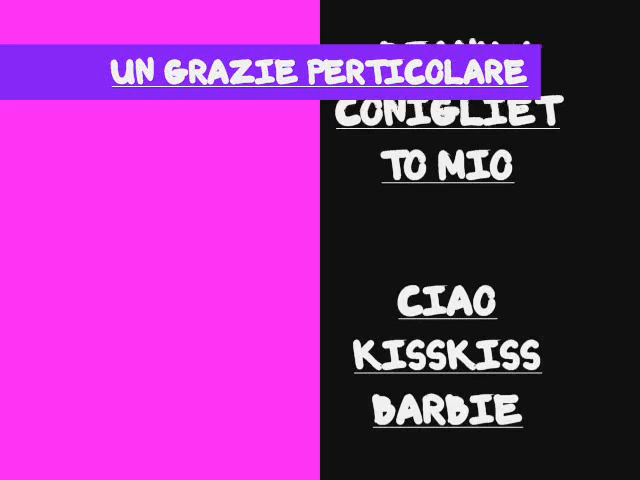 UN GRAZIE PERTICOLARE
CONIGLIET
TO MIO
CIAO
KISSKISS
BARBIE